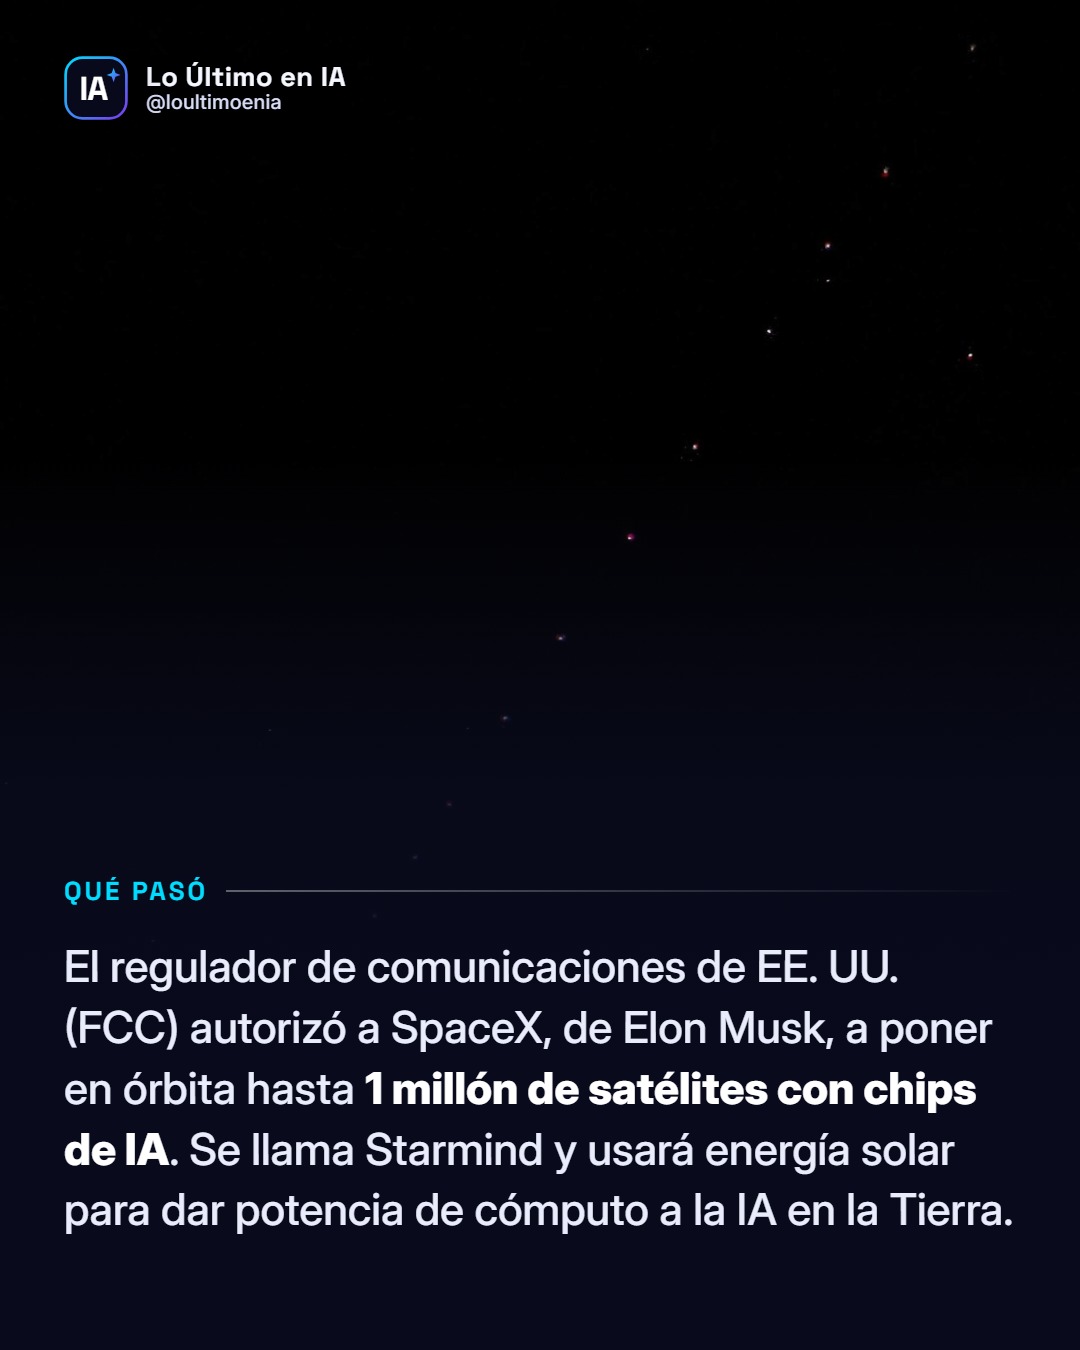 IA
Lo Último en IA
@loultimoenia
QUÉ PASÓ
El regulador de comunicaciones de EE. UU.
(FCC) autorizó a SpaceX, de Elon Musk, a poner
en órbita hasta 1 millón de satélites con chips
de IA. Se llama Starmind y usará energía solar
para dar potencia de cómputo a la IA en la Tierra.